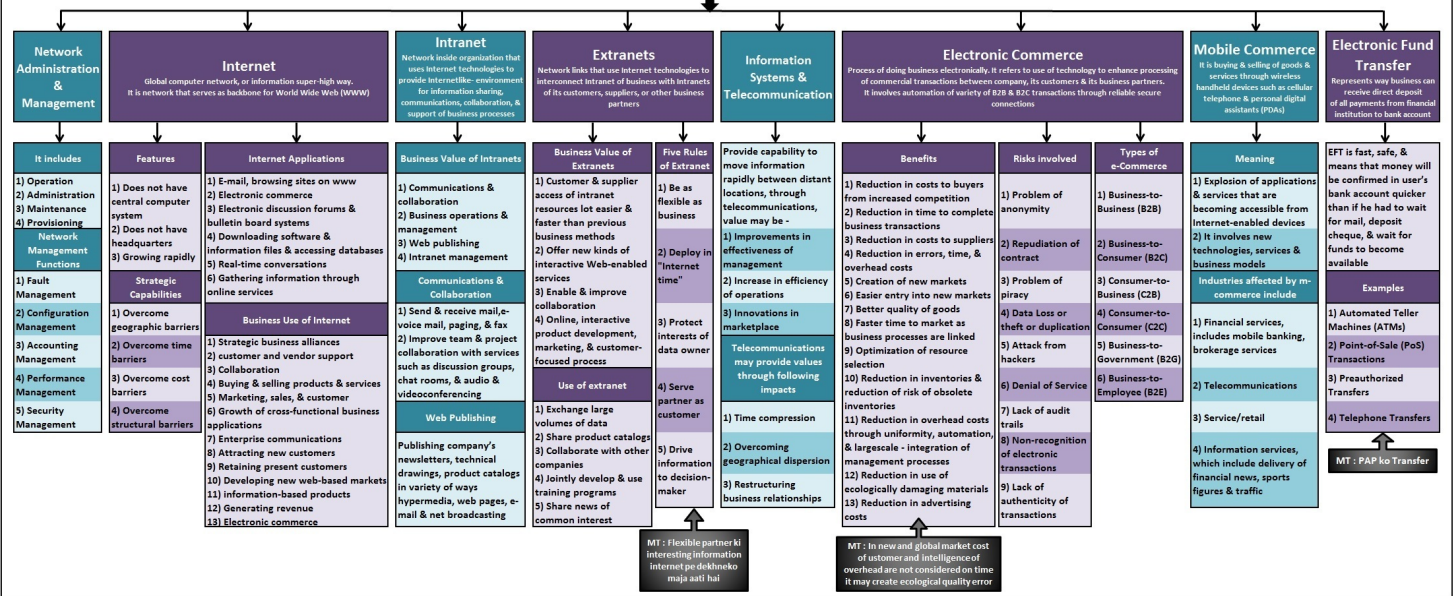 Network
Administration
&
Management
It includes
1) Operation
2) Administration
3) Maintenance
4) Provisioning
Network
Management
Functions
1) Fault
Management
2) Configuration
Management
3) Accounting
Management
4) Performance
Management
5) Security
Management
Internet
Global computer network, or information super-high way.
It is network that serves as backbone for World Wide Web (WWW)
Features
1) Does not have
central computer
system
2) Does not have
headquarters
3) Growing rapidly
Strategic
Capabilities
1) Overcome
geographic barriers
2) Overcome time
barriers
3) Overcome cost
barriers
4) Overcome
structural barriers
Internet Applications
1) E-mail, browsing sites on www
2) Electronic commerce
3) Electronic discussion forums &
bulletin board systems
4) Downloading software &
information files & accessing databases
5) Real-time conversations
6) Gathering information through
online services
Business Use of Internet
1) Strategic business alliances
2) customer and vendor support
3) Collaboration
4) Buying & selling products & services
5) Marketing, sales, & customer
6) Growth of cross-functional business
applications
7) Enterprise communications
8) Attracting new customers
9) Retaining present customers
10) Developing new web-based markets
11) information-based products
12) Generating revenue
13) Electronic commerce
Intranet
Network inside organization that
uses Internet technologies to
provide Internetlike- environment
for information sharing,
communications, collaboration, &
support of business processes
Business Value of Intranets
1) Communications &
collaboration
2) Business operations &
management
3) Web publishing
4) Intranet management
Communications &
Collaboration
1) Send & receive mail,e-
voice mail, paging, & fax
2) Improve team & project
collaboration with services
such as discussion groups,
chat rooms, & audio &
videoconferencing
Web Publishing
Publishing company's
newsletters, technical
drawings, product catalogs
in variety of ways
hypermedia, web pages, e-
mail & net broadcasting
Extranets
Network links that use Internet technologies to
interconnect Intranet of business with Intranets
of its customers, suppliers, or other business
partners
Business Value of
Extranets
1) Customer & supplier
access of intranet
resources lot easier &
faster than previous
business methods
2) Offer new kinds of
interactive Web-enabled
services
3) Enable & improve
collaboration
4) Online, interactive
product development,
marketing, & customer-
focused process
Use of extranet
1) Exchange large
volumes of data
2) Share product catalogs
3) Collaborate with other
companies
4) Jointly develop & use
training programs
5) Share news of
common interest
Five Rules
of Extranet
1) Be as
flexible as
business
2) Deploy in
"Internet
time"
3) Protect
interests of
data owner
4) Serve
partner as
customer
5) Drive
information
to decision-
maker
MT : Flexible partner ki
interesting information
internet pe dekhneko
maja aati hai
Information
Systems &
Telecommunication
Provide capability to
move information
rapidly between distant
locations, through
telecommunications,
value may be -
1) Improvements in
effectiveness of
management
2) Increase in efficiency
of operations
3) Innovations in
marketplace
Telecommunications
may provide values
through following
impacts
1) Time compression
2) Overcoming
geographical dispersion
3) Restructuring
business relationships
Electronic Commerce
Process of doing business electronically. It refers to use of technology to enhance processing
of commercial transactions between company, its customers & its business partners.
It involves automation of variety of B2B & B2C transactions through reliable secure
connections
Benefits
1) Reduction in costs to buyers
from increased competition
2) Reduction in time to complete
business transactions
3) Reduction in costs to suppliers
4) Reduction in errors, time, &
overhead costs
5) Creation of new markets
6) Easier entry into new markets
7) Better quality of goods
8) Faster time to market as
business processes are linked
9) Optimization of resource
selection
10) Reduction in inventories &
reduction of risk of obsolete
inventories
11) Reduction in overhead costs
through uniformity, automation,
& largescale - integration of
management processes
12) Reduction in use of
ecologically damaging materials
13) Reduction in advertising
costs
MT : In new and global market cost
of ustomer and intelligence of
overhead are not considered on time
it may create ecological quality error
Risks involved
1) Problem of
anonymity
2) Repudiation of
contract
3) Problem of
piracy
4) Data Loss or
theft or duplication
5) Attack from
hackers
6) Denial of Service
7) Lack of audit
trails
8) Non-recognition
of electronic
transactions
9) Lack of
authenticity of
transactions
Types of
e-Commerce
1) Business-to-
Business (B2B)
2) Business-to-
Consumer (B2C)
3) Consumer-to-
Business (C2B)
4) Consumer-to-
Consumer (C2C)
5) Business-to-
Government (B2G)
6) Business-to-
Employee (B2E)
Mobile Commerce
It is buying & selling of goods &
services through wireless
handheld devices such as cellular
telephone & personal digital
assistants (PDAs)
Meaning
1) Explosion of applications
& services that are
becoming accessible from
Internet-enabled devices
2) It involves new
technologies, services &
business models
Industries affected by m-
commerce include
1) Financial services,
includes mobile banking,
brokerage services
2) Telecommunications
3) Service/retail
4) Information services,
which include delivery of
financial news, sports
figures & traffic
Electronic Fund
Transfer
Represents way business can
receive direct deposit
of all payments from financial
institution to bank account
EFT is fast, safe, &
means that money will
be confirmed in user's
bank account quicker
than if he had to wait
for mail, deposit
cheque, & wait for
funds to become
available
Examples
1) Automated Teller
Machines (ATMs)
2) Point-of-Sale (PoS)
Transactions
3) Preauthorized
Transfers
4) Telephone Transfers
MT : PAP ko Transfer